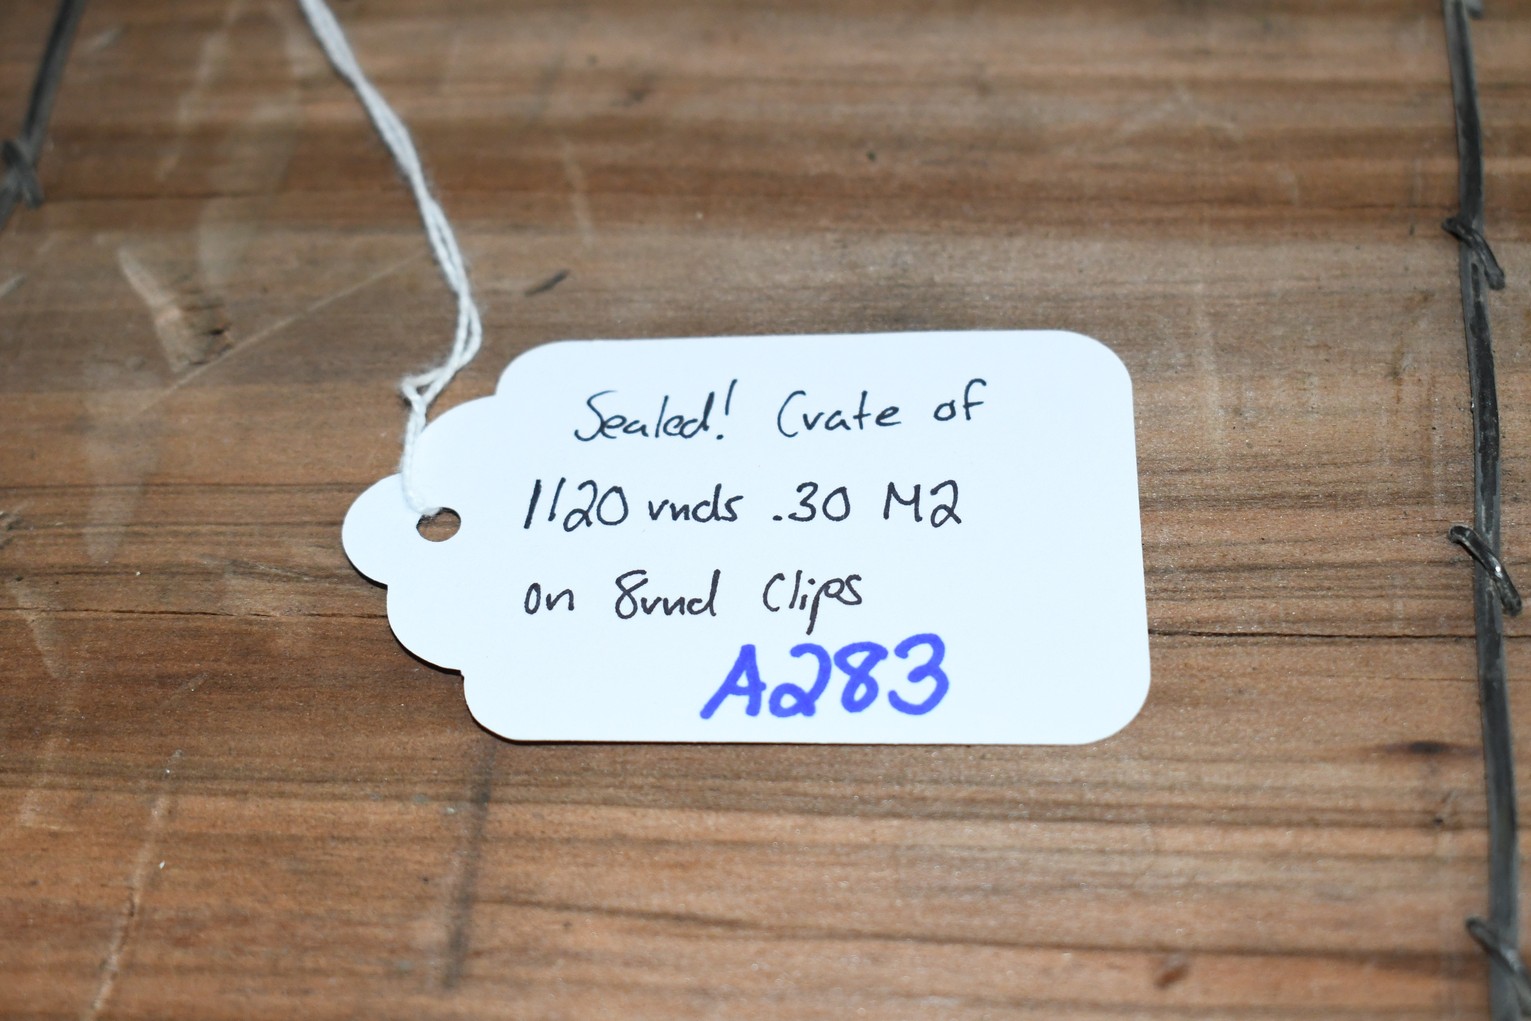 Sealed! Crate of
1120 rnds .30 M2
on 8rnd Clips
A283